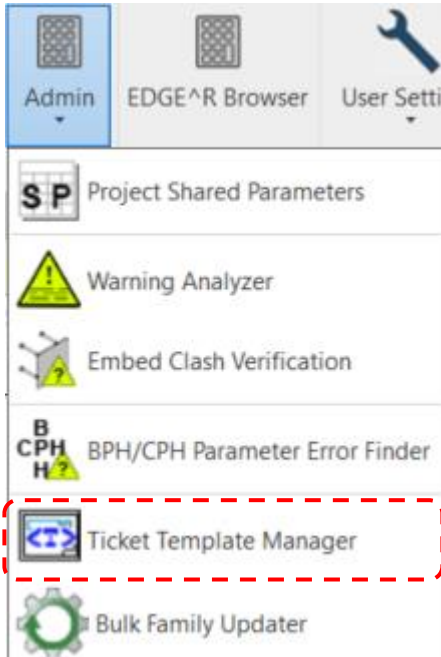 Admin EDGE^R Browser User Setti
S P Project Shared Parameters
Warning Analyzer
? Embed Clash Verification
B
CPH
H? BPH/CPH Parameter Error Finder
<T> Ticket Template Manager
Bulk Family Updater